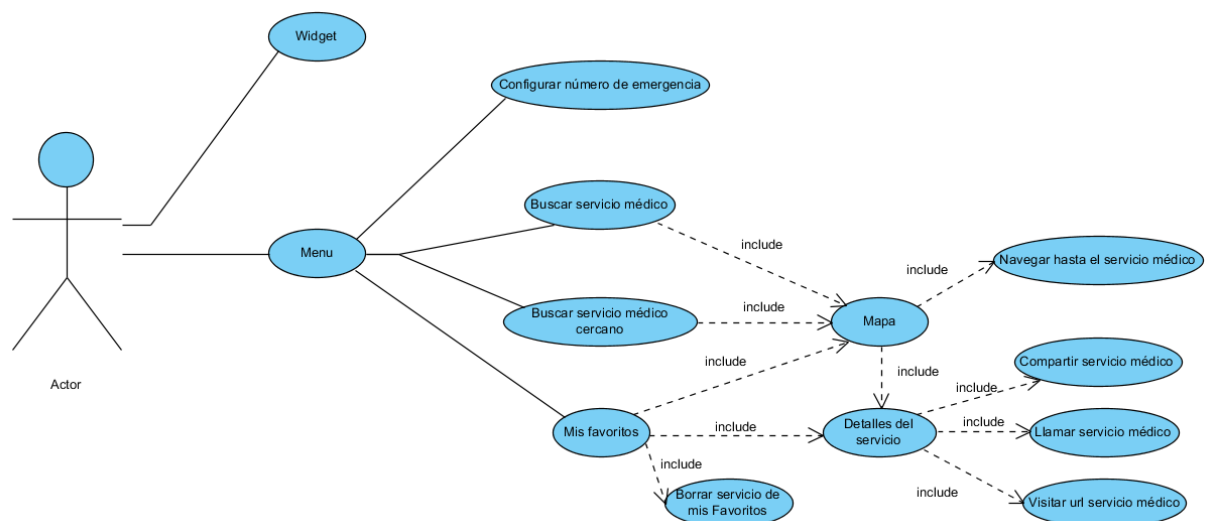 Widget
Configurar número de emergencia
Buscar servicio médico
include
include
Navegar hasta el servicio médico
Menu
include
Buscar servicio médico
cercano
Mapa
include
Compartir servicio médico
include
include
Actor
Mis favoritos
include
Detalles del
servicio
include
Llamar servicio médico
include
include
Borrar servicio de
mis Favoritos
Visitar url servicio médico